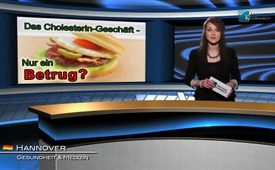 Das Cholesterin-Geschäft -
Nur ein
Betrug?
HANNOVER
GESUNDHEIT & MEDIZIN